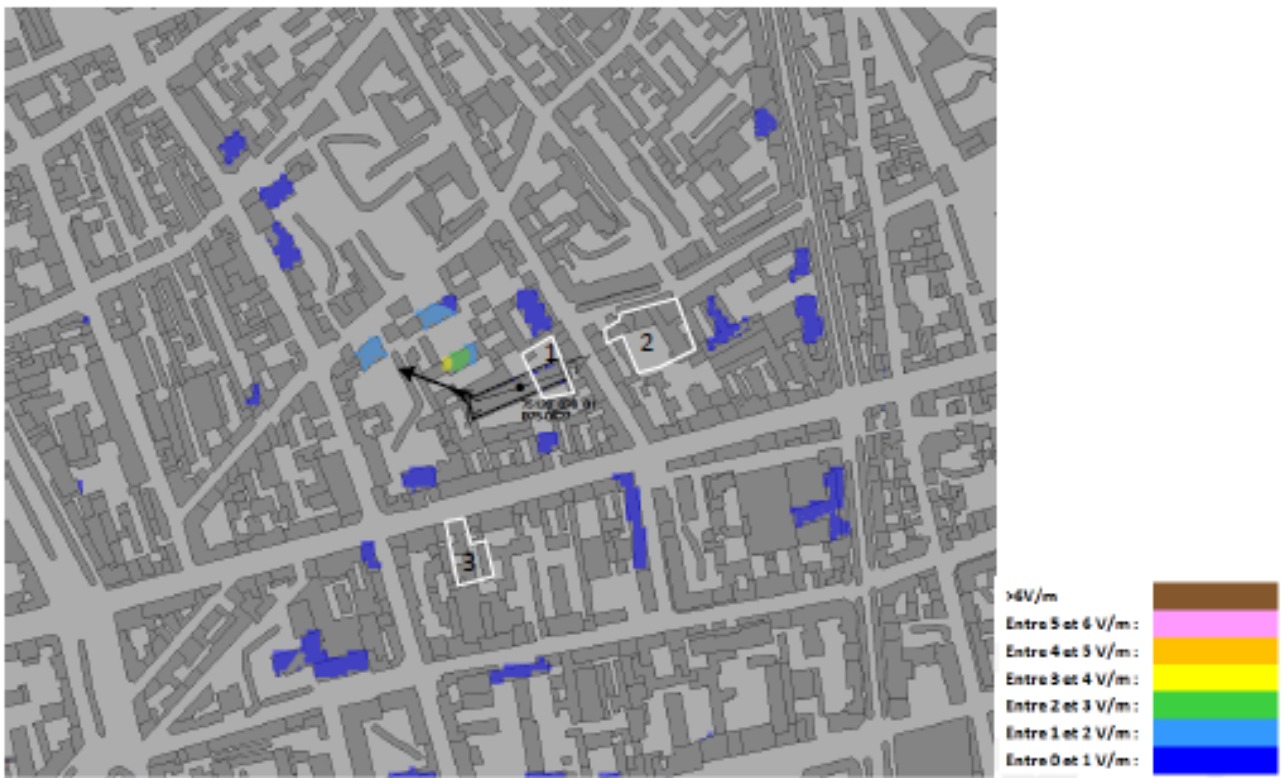 1
2
3
>6V/m
Entre 5 et 6 V/m :
Entre 4 et 5 V/m :
Entre 3 et 4 V/m :
Entre 2 et 3 V/m :
Entre 1 et 2 V/m :
Entre 0 et 1 V/m :